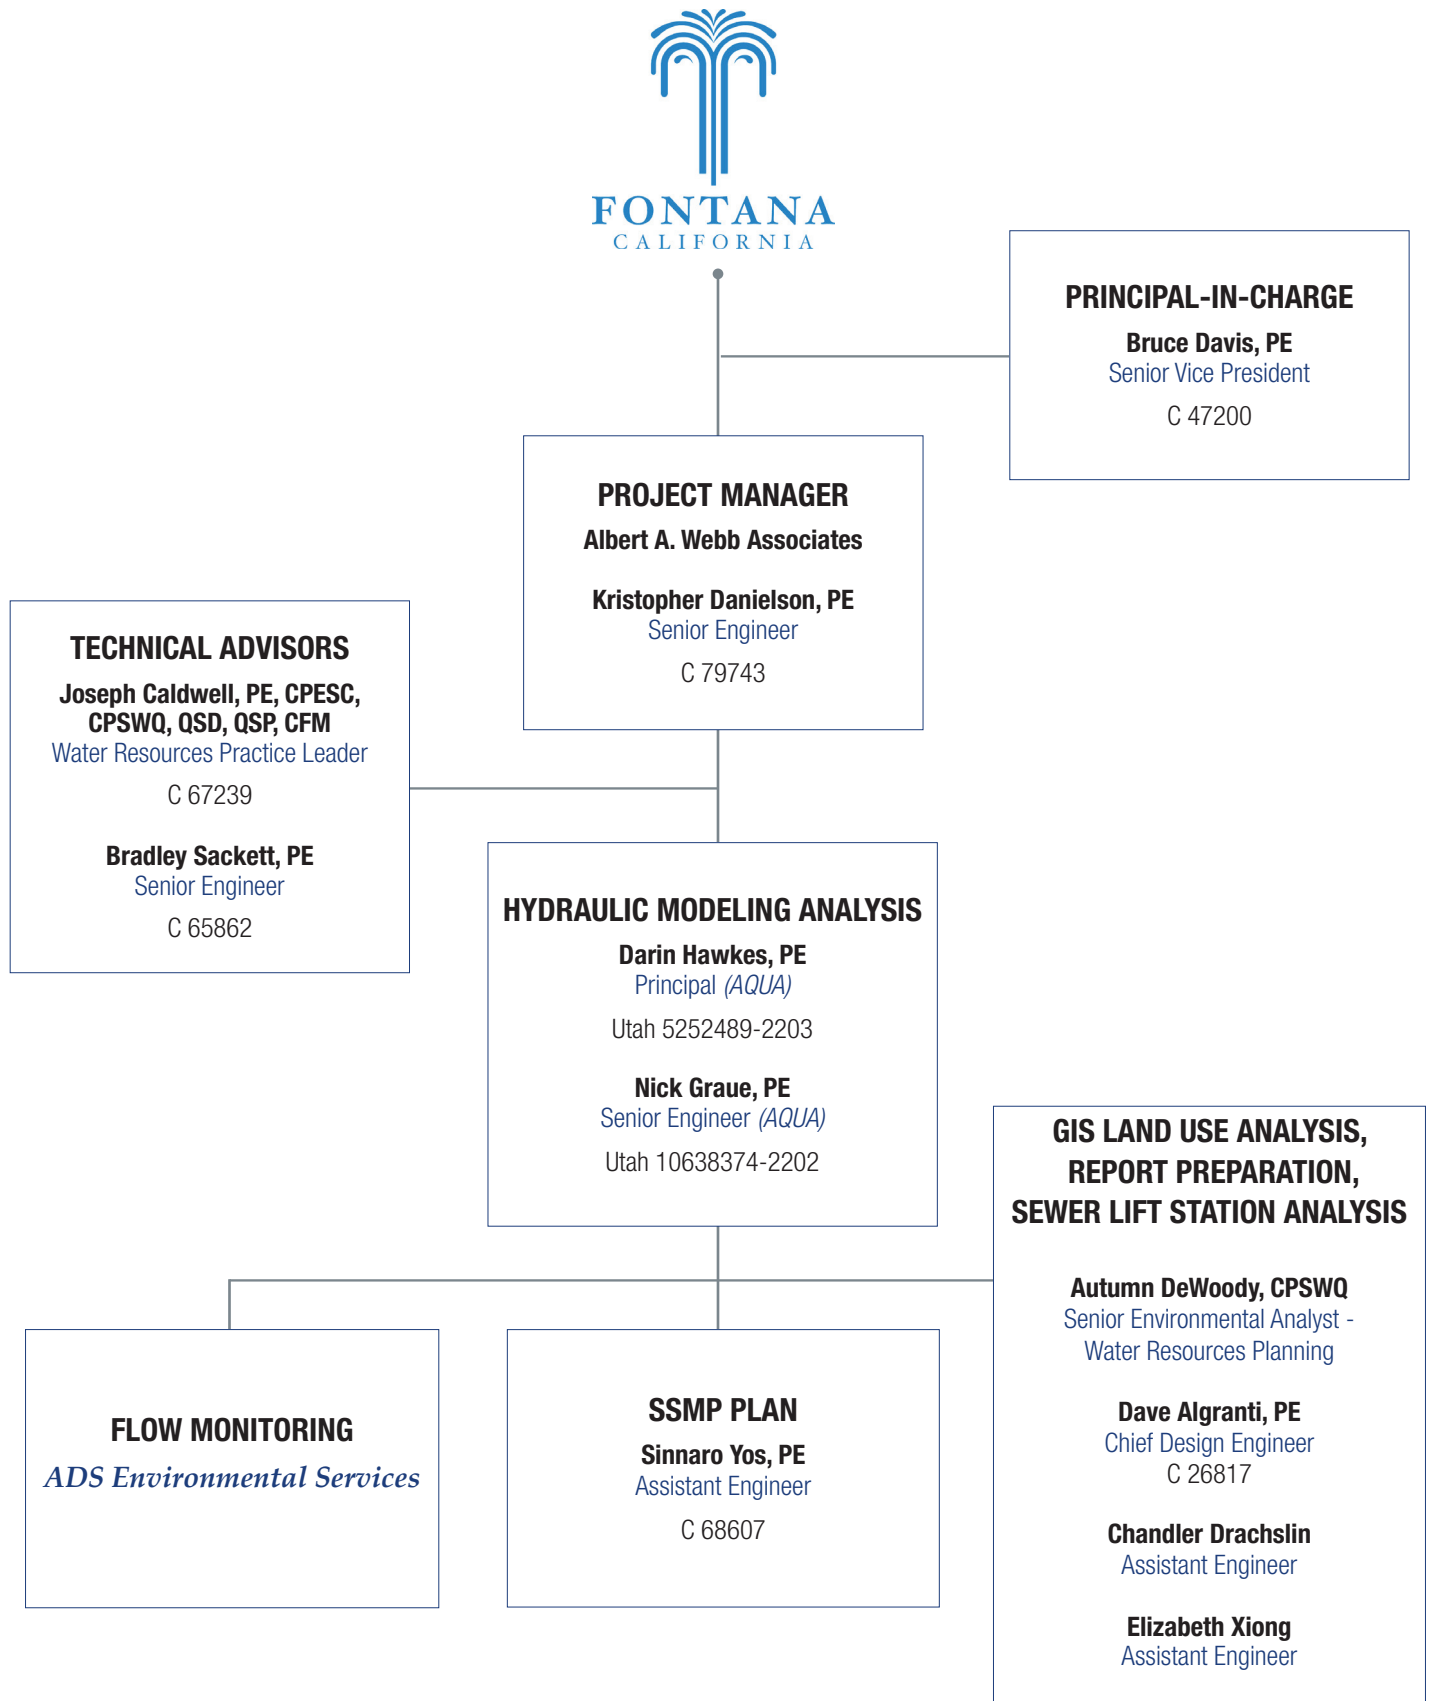 FONTANA
CALIFORNIA
PRINCIPAL-IN-CHARGE
Bruce Davis, PE
Senior Vice President
C 47200
PROJECT MANAGER
Albert A. Webb Associates
Kristopher Danielson, PE
Senior Engineer
C 79743
TECHNICAL ADVISORS
Joseph Caldwell, PE, CPESC,
CPSWQ, QSD, QSP, CFM
Water Resources Practice Leader
C 67239
Bradley Sackett, PE
Senior Engineer
C 65862
HYDRAULIC MODELING ANALYSIS
Darin Hawkes, PE
Principal (AQUA)
Utah 5252489-2203
Nick Graue, PE
Senior Engineer (AQUA)
Utah 10638374-2202
FLOW MONITORING
ADS Environmental Services
SSMP PLAN
Sinnaro Yos, PE
Assistant Engineer
C 68607
GIS LAND USE ANALYSIS,
REPORT PREPARATION,
SEWER LIFT STATION ANALYSIS
Autumn DeWoody, CPSWQ
Senior Environmental Analyst -
Water Resources Planning
Dave Algranti, PE
Chief Design Engineer
C 26817
Chandler Drachslin
Assistant Engineer
Elizabeth Xiong
Assistant Engineer